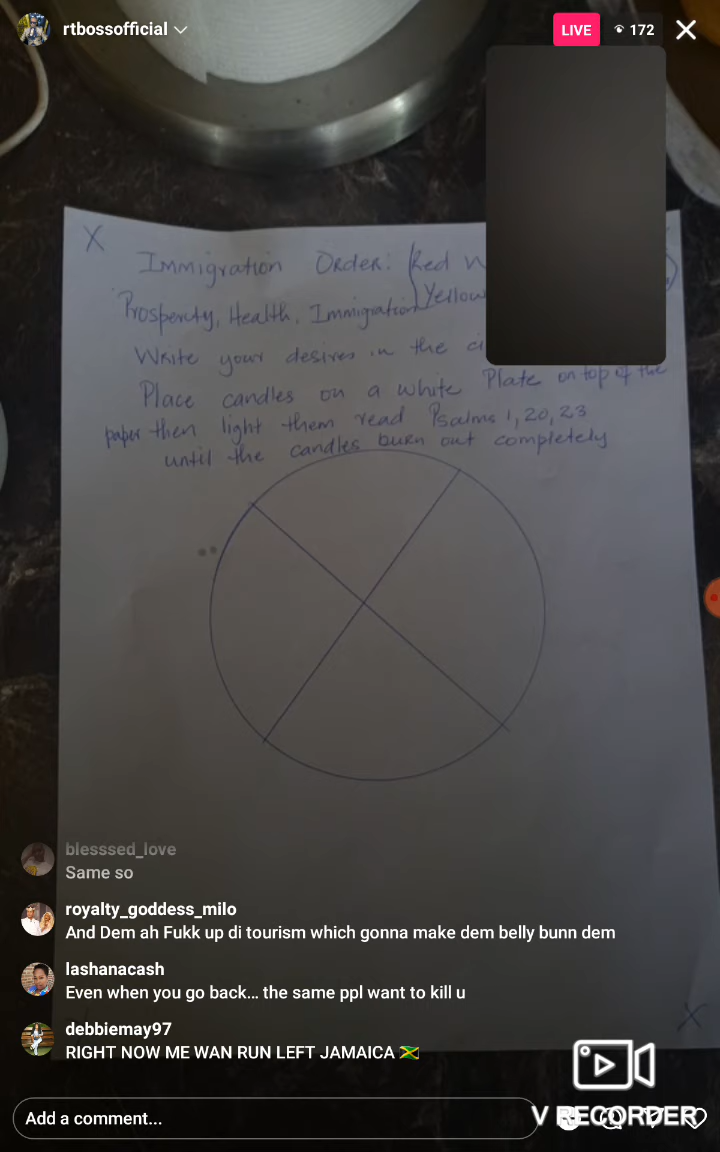 rtbossofficial
LIVE
172
X
Immigration Order: (Red
Prosperity, Health, Immigration Yellow
Write your desires in the
Place candles on a white Plate on top of the
paper then light them read Psalms 1, 20, 23
until the candles burn out completely
X
blesssed_love
Same so
royalty_goddess_milo
And Dem ah Fukk up di tourism which gonna make dem belly bunn dem
lashanacash
Even when you go back... the same ppl want to kill u
debbiemay97
RIGHT NOW ME WAN RUN LEFT JAMAICA 🇯🇲
Add a comment...
V RECORDER